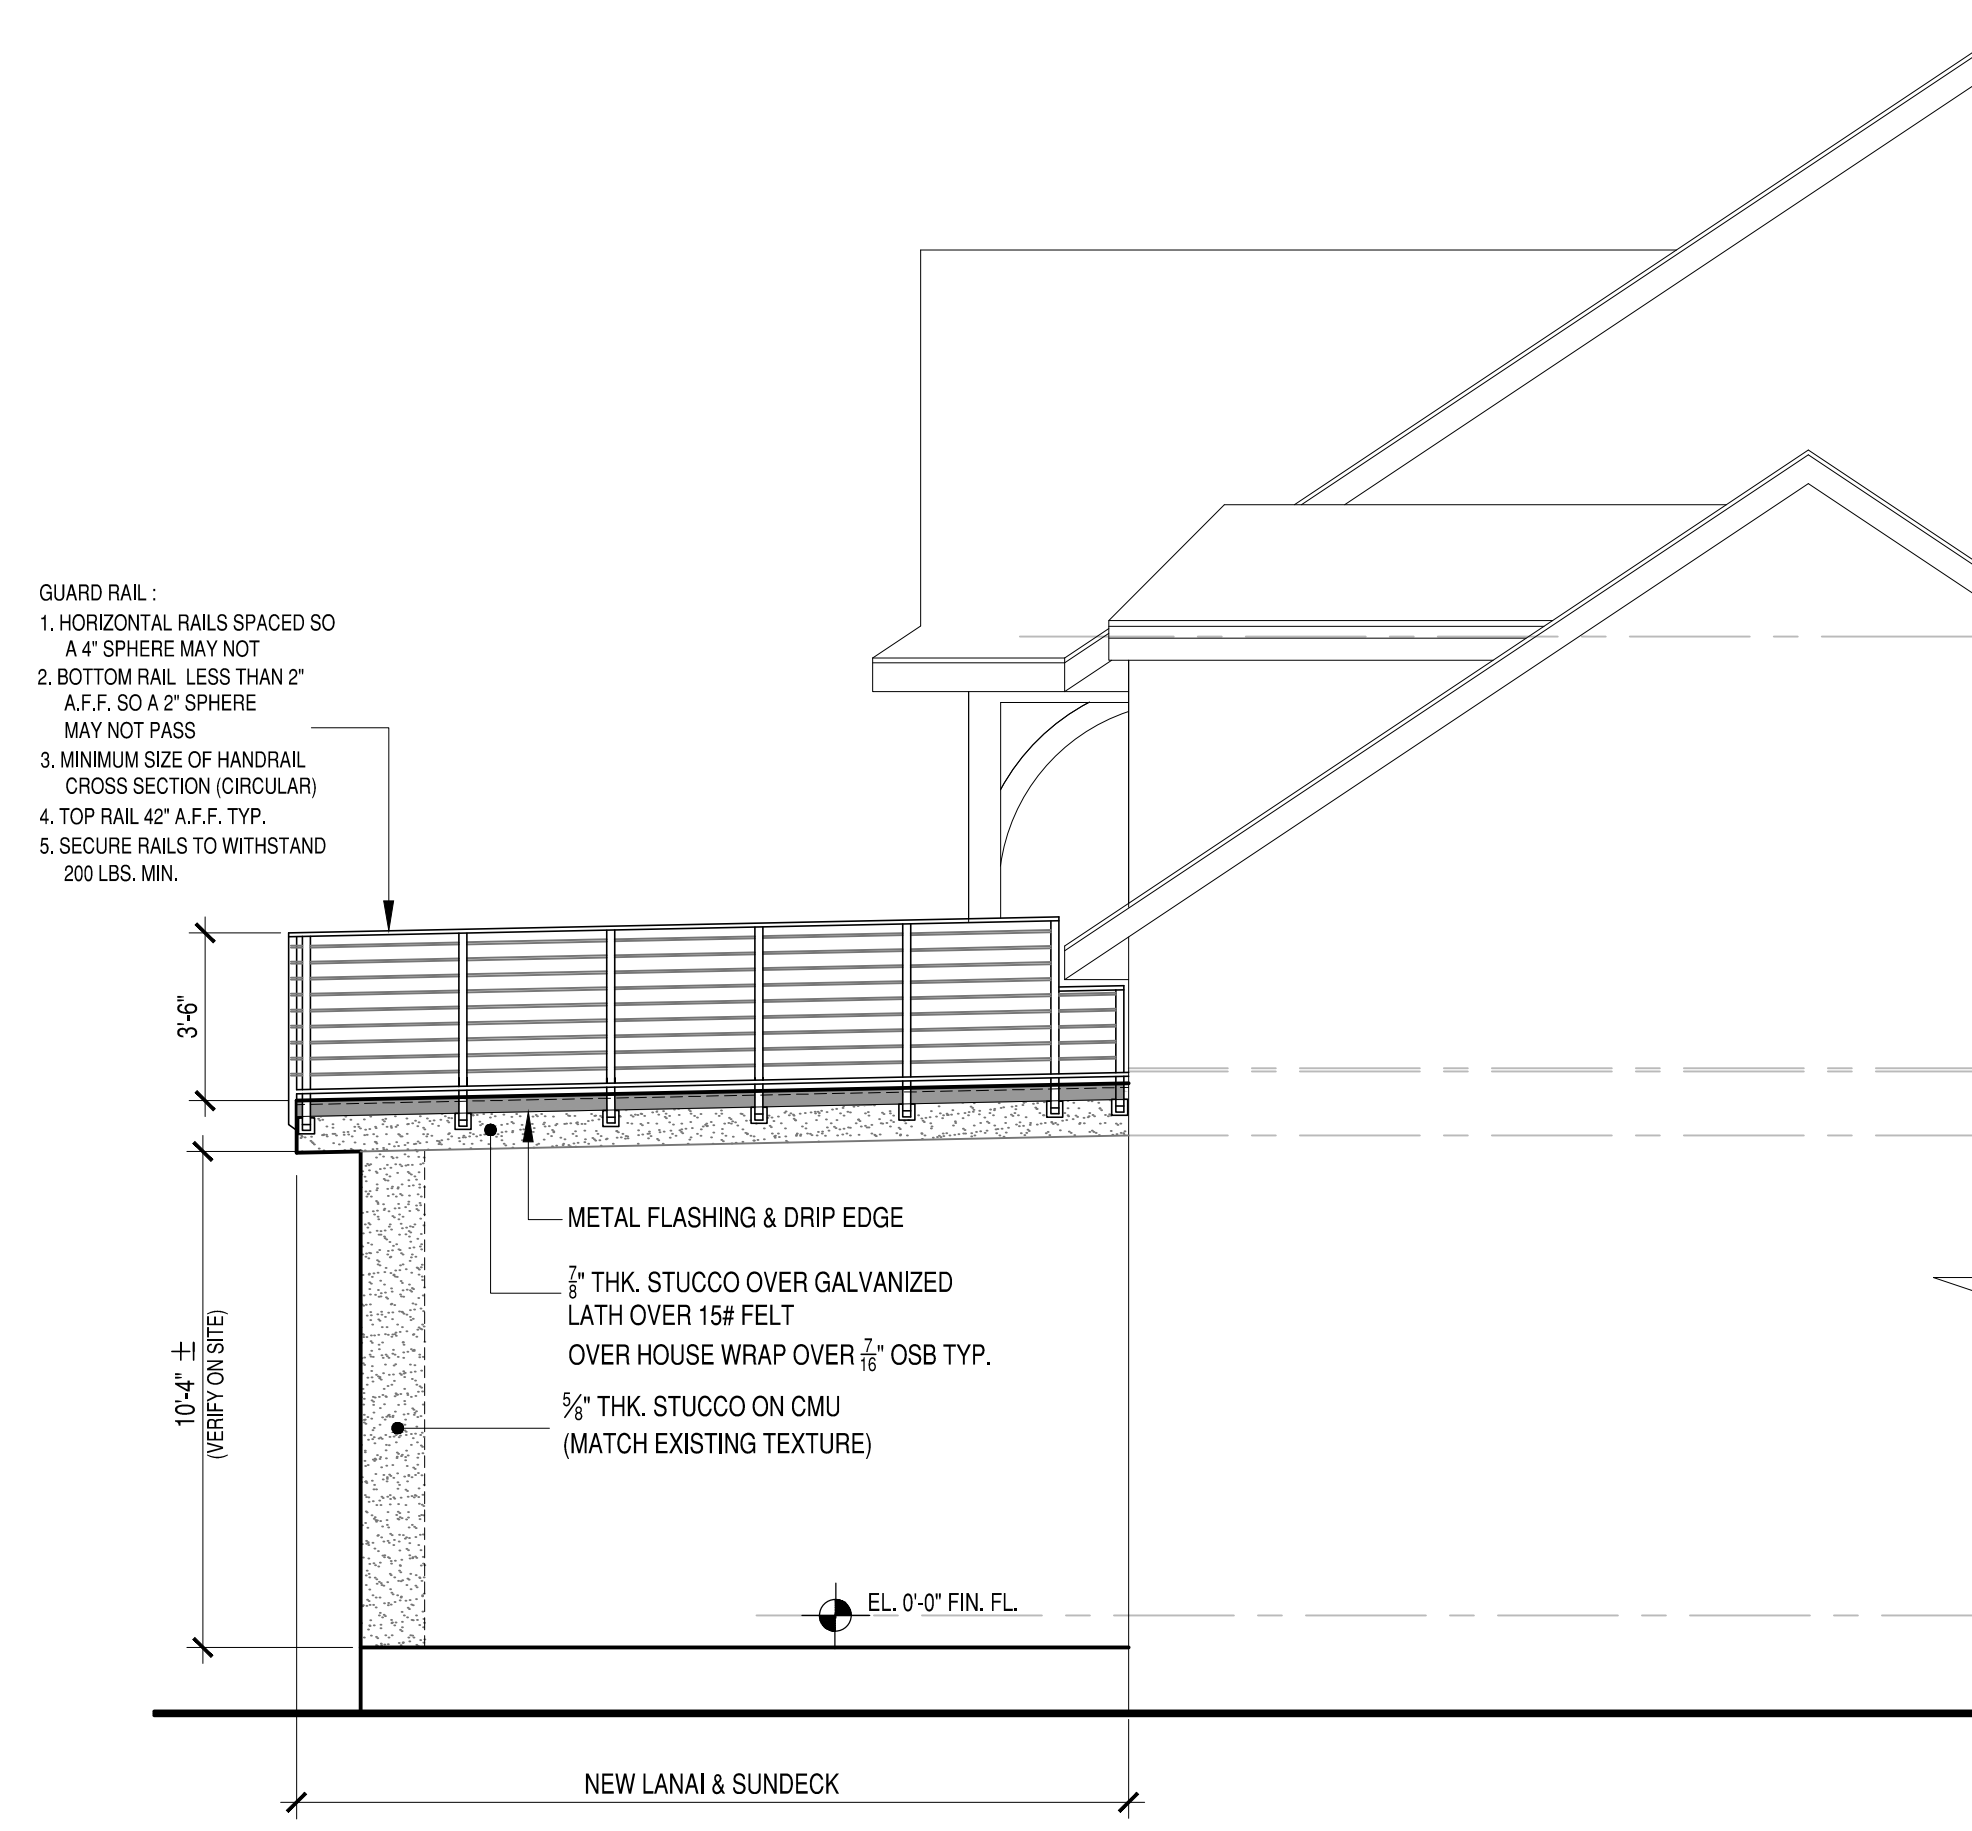 GUARD RAIL :
1. HORIZONTAL RAILS SPACED SO
A 4" SPHERE MAY NOT
2. BOTTOM RAIL LESS THAN 2"
A.F.F. SO A 2" SPHERE
MAY NOT PASS
3. MINIMUM SIZE OF HANDRAIL
CROSS SECTION (CIRCULAR)
4. TOP RAIL 42" A.F.F. TYP.
5. SECURE RAILS TO WITHSTAND
200 LBS. MIN.
3'-6"
METAL FLASHING & DRIP EDGE
7/8" THK. STUCCO OVER GALVANIZED
LATH OVER 15# FELT
OVER HOUSE WRAP OVER 7/16" OSB TYP.
5/8" THK. STUCCO ON CMU
(MATCH EXISTING TEXTURE)
10'-4" ±
(VERIFY ON SITE)
EL. 0'-0" FIN. FL.
NEW LANAI & SUNDECK